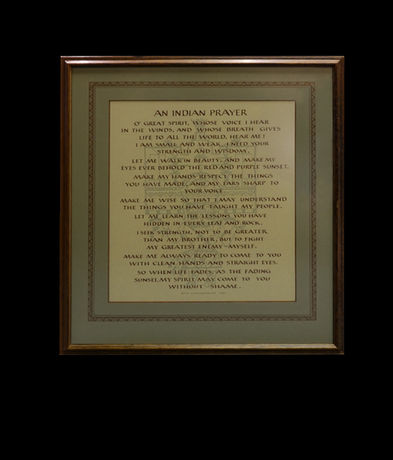 AN INDIAN PRAYER
O' GREAT SPIRIT, WHOSE VOICE I HEAR
IN THE WINDS, AND WHOSE BREATH GIVES
LIFE TO ALL THE WORLD, HEAR ME!
I AM SMALL AND WEAK, I NEED YOUR
STRENGTH AND WISDOM.
LET ME WALK IN BEAUTY, AND MAKE MY
EYES EVER BEHOLD THE RED AND PURPLE SUNSET.
MAKE MY HANDS RESPECT THE THINGS
YOU HAVE MADE, AND MY EARS SHARP TO
YOUR VOICE
MAKE ME WISE SO THAT I MAY UNDERSTAND
THE THINGS YOU HAVE TAUGHT MY PEOPLE.
LET ME LEARN THE LESSONS YOU HAVE
HIDDEN IN EVERY LEAF AND ROCK.
I SEEK STRENGTH, NOT TO BE GREATER
THAN MY BROTHER, BUT TO FIGHT
MY GREATEST ENEMY—MYSELF.
MAKE ME ALWAYS READY TO COME TO YOU
WITH CLEAN HANDS AND STRAIGHT EYES.
SO WHEN LIFE FADES, AS THE FADING
SUNSET, MY SPIRIT MAY COME TO YOU
WITHOUT SHAME.